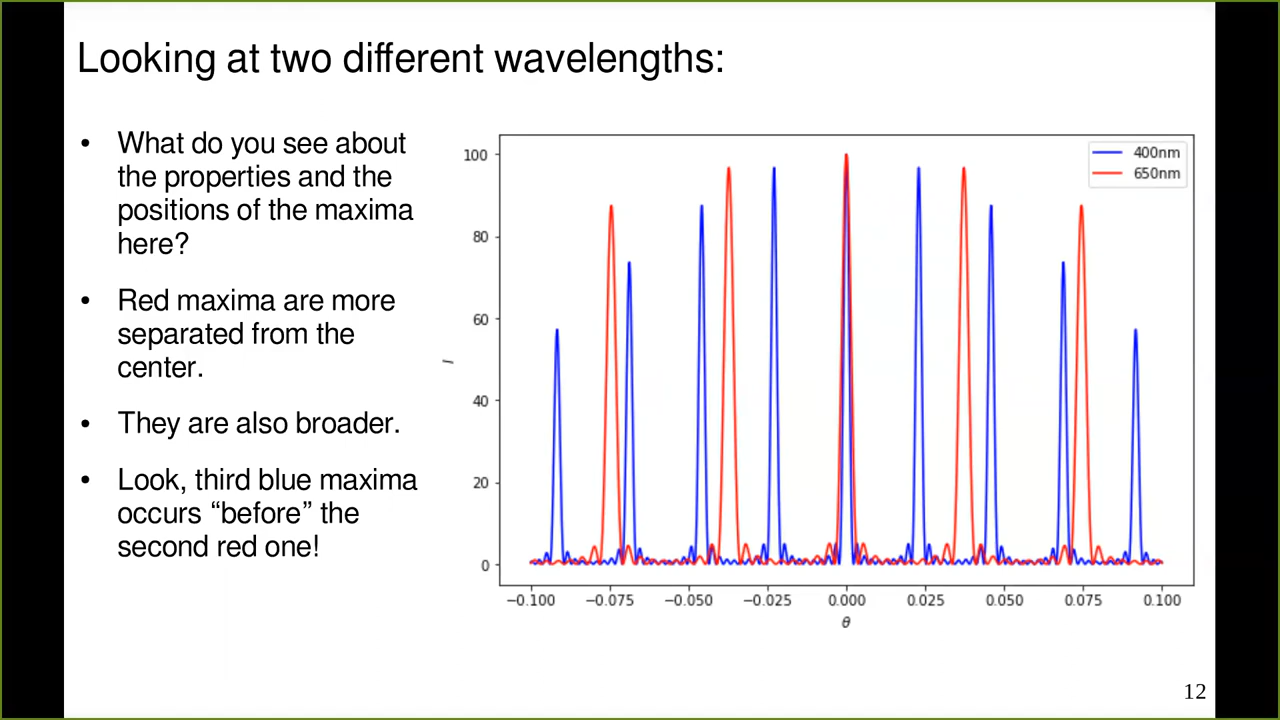 Looking at two different wavelengths:
• What do you see about
the properties and the
positions of the maxima
here?
• Red maxima are more
separated from the
center.
• They are also broader.
• Look, third blue maxima
occurs “before” the
second red one!
400nm
650nm
100
80
60
40
20
0
I
−0.100 −0.075 −0.050 −0.025 0.000 0.025 0.050 0.075 0.100
θ
12